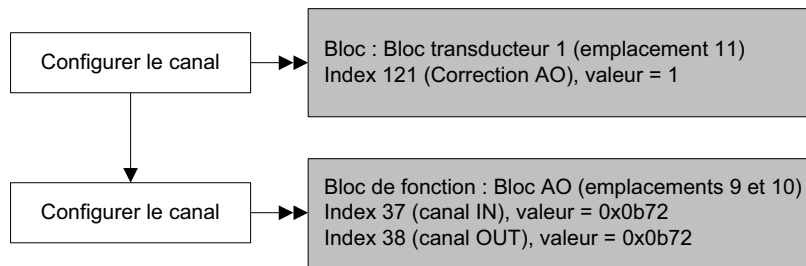 Configurer le canal
Bloc : Bloc transducteur 1 (emplacement 11)
Index 121 (Correction AO), valeur = 1
Configurer le canal
Bloc de fonction : Bloc AO (emplacements 9 et 10)
Index 37 (canal IN), valeur = 0x0b72
Index 38 (canal OUT), valeur = 0x0b72